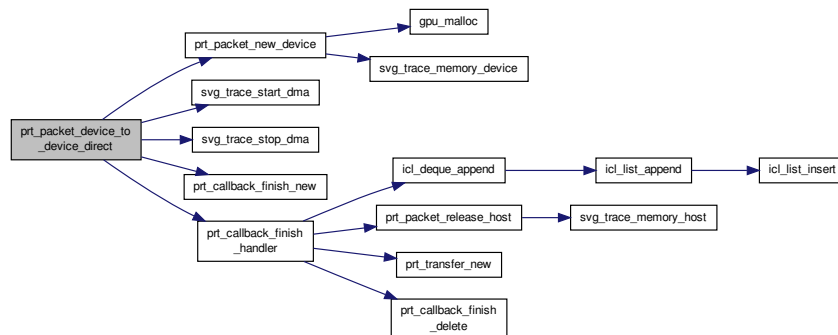 gpu_malloc
prt_packet_new_device
svg_trace_memory_device
svg_trace_start_dma
prt_packet_device_to
_device_direct
svg_trace_stop_dma
prt_callback_finish_new
icl_deque_append
icl_list_append
icl_list_insert
prt_callback_finish
_handler
prt_packet_release_host
svg_trace_memory_host
prt_transfer_new
prt_callback_finish
_delete